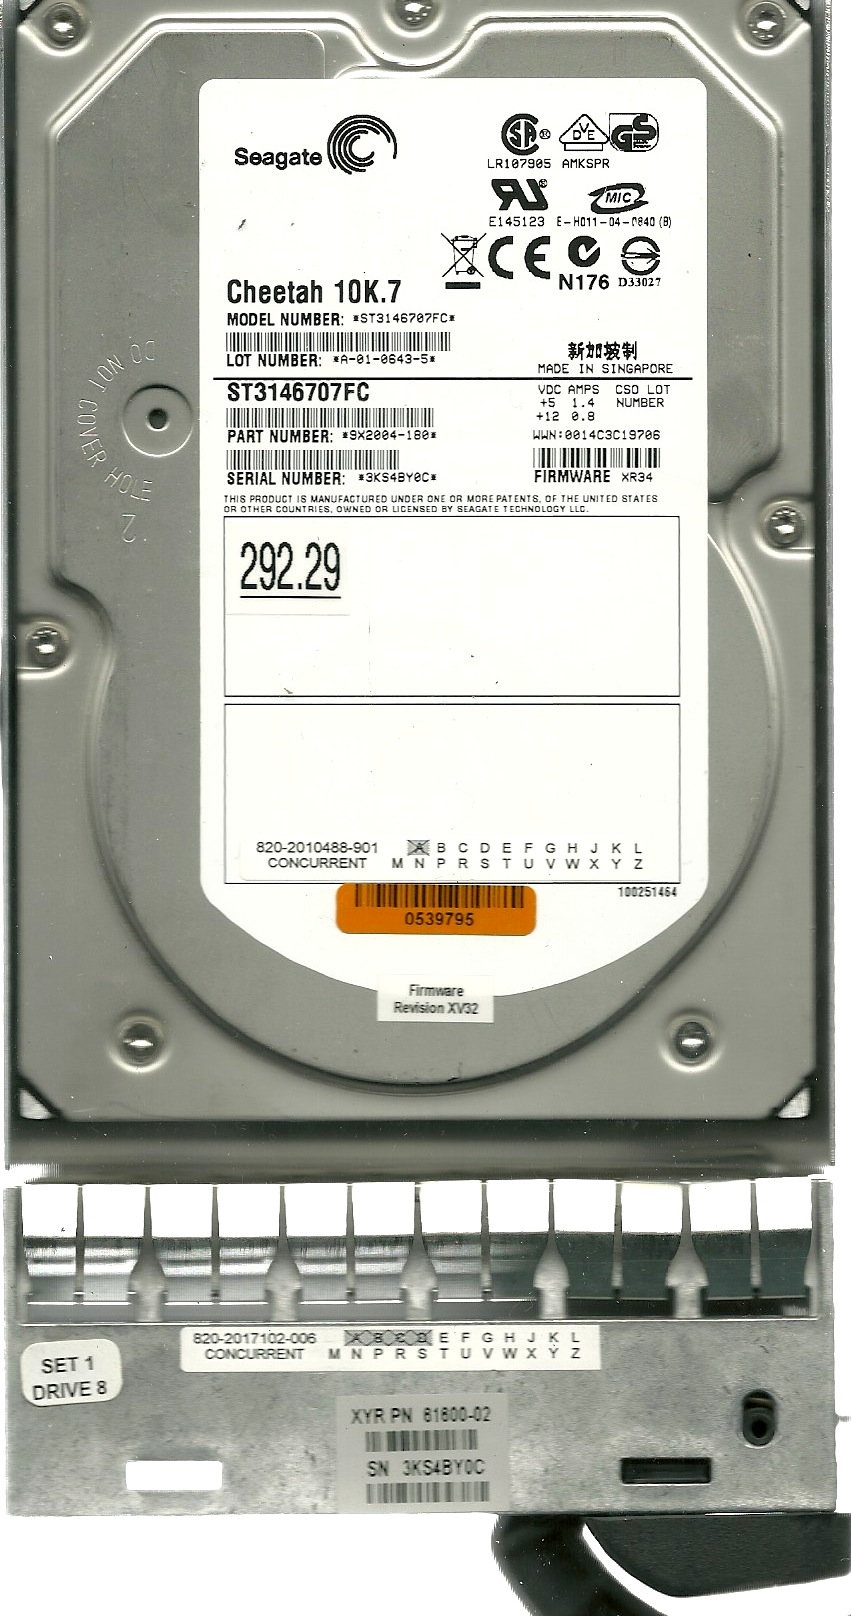 Seagate
LR107905 AMKSPR
MIC
E145123 E-H011-04-0840 (B)
N176 D33027
Cheetah 10K.7
MODEL NUMBER: *ST3146707FC*
LOT NUMBER: *A-01-0643-5*
新加坡制
MADE IN SINGAPORE
ST3146707FC
VDC AMPS CSO LOT
+5 1.4 NUMBER
+12 0.8
PART NUMBER: *9X2004-180*
WWN:0014C3C19706
SERIAL NUMBER: *3KS4BY0C*
FIRMWARE XR34
THIS PRODUCT IS MANUFACTURED UNDER ONE OR MORE PATENTS, OF THE UNITED STATES
OR OTHER COUNTRIES, OWNED OR LICENSED BY SEAGATE TECHNOLOGY LLC.
DO NOT COVER HOLE
2
292.29
820-2010488-901 A B C D E F G H J K L
CONCURRENT M N P R S T U V W X Y Z
100251464
0539795
Firmware
Revision XV32
820-2017102-006 A B C D E F G H J K L
CONCURRENT M N P R S T U V W X Y Z
SET 1
DRIVE 8
XYR PN 61600-02
SN 3KS4BY0C